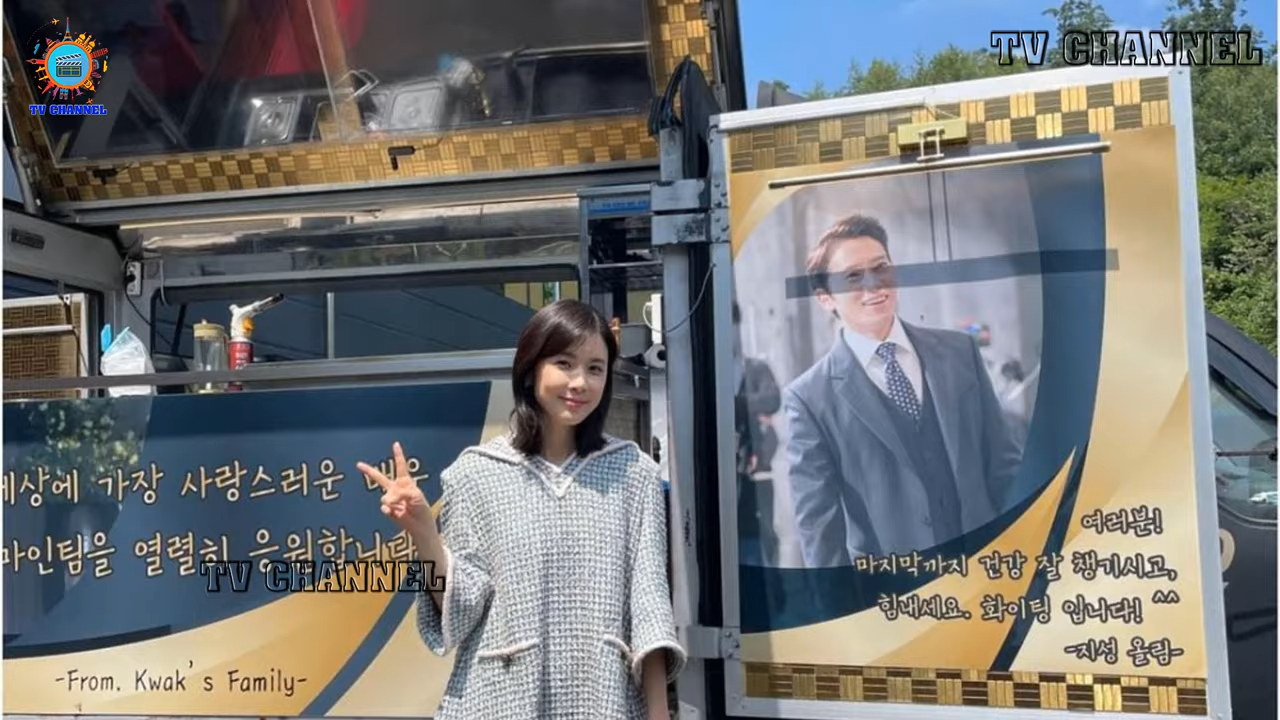 TV CHANNEL
TV CHANNEL
세상에 가장 사랑스러운 배우
마인팀을 열렬히 응원합니다
TV CHANNEL
-From. Kwak's Family-
여러분!
마지막까지 건강 잘 챙기시고,
힘내세요. 화이팅 입니다! ^^
-지성 올림-